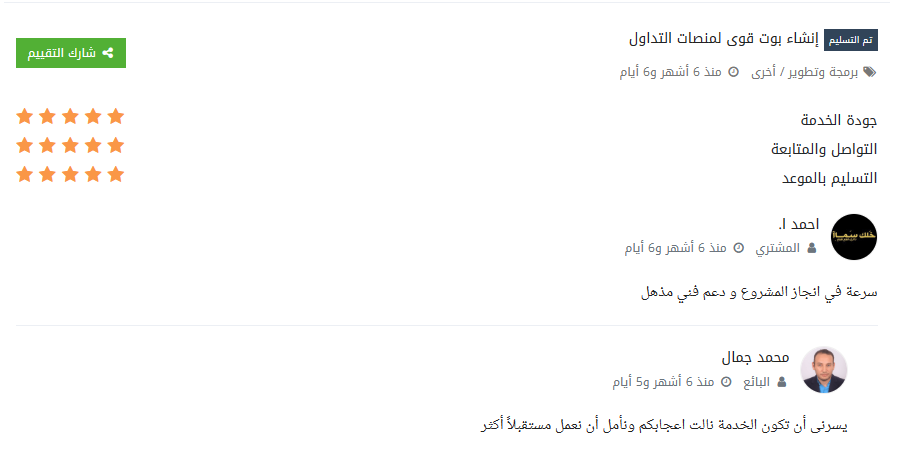 تم التسليم إنشاء بوت قوى لمنصات التداول
شارك التقييم
برمجة وتطوير / أخرى منذ 6 أشهر و6 أيام
جودة الخدمة
التواصل والمتابعة
التسليم بالموعد
احمد ا.
المشتري منذ 6 أشهر و6 أيام
سرعة في انجاز المشروع و دعم فني مذهل
محمد جمال
البائع منذ 6 أشهر و5 أيام
يسرنى أن تكون الخدمة نالت اعجابكم ونأمل أن نعمل مستقبلاً أكثر